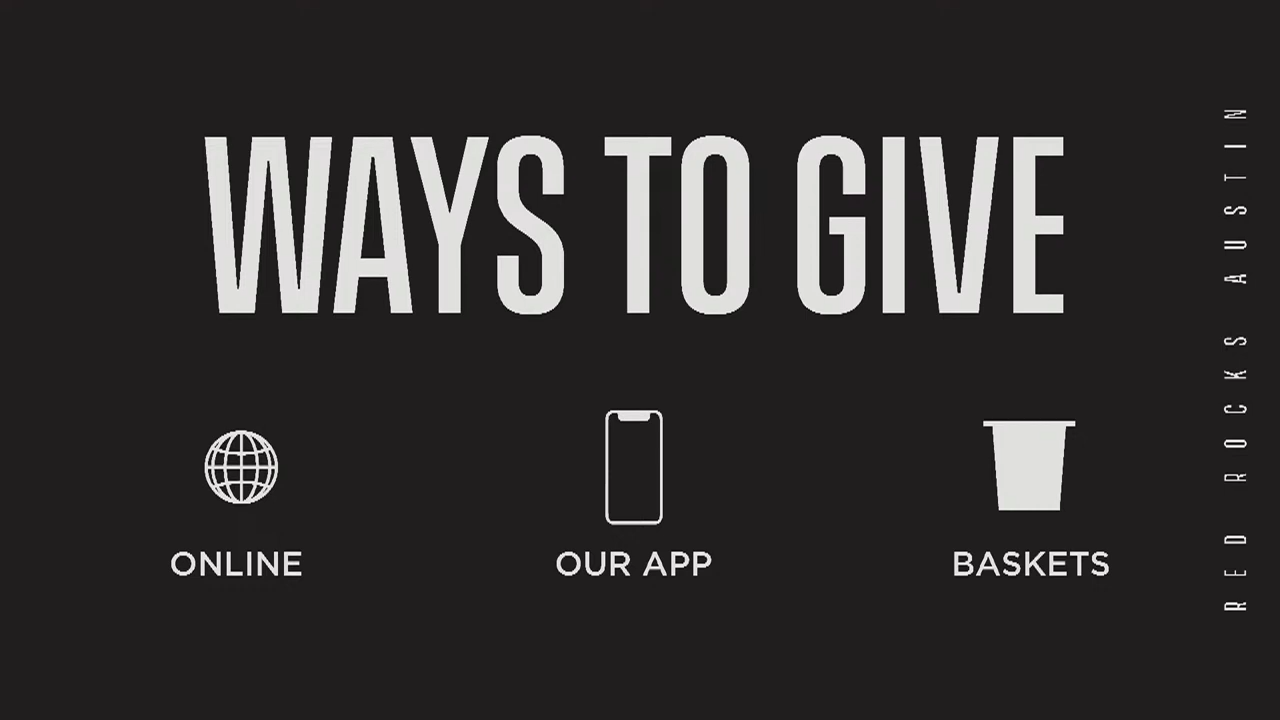 WAYS TO GIVE
ONLINE
OUR APP
BASKETS
RED ROCKS AUSTIN